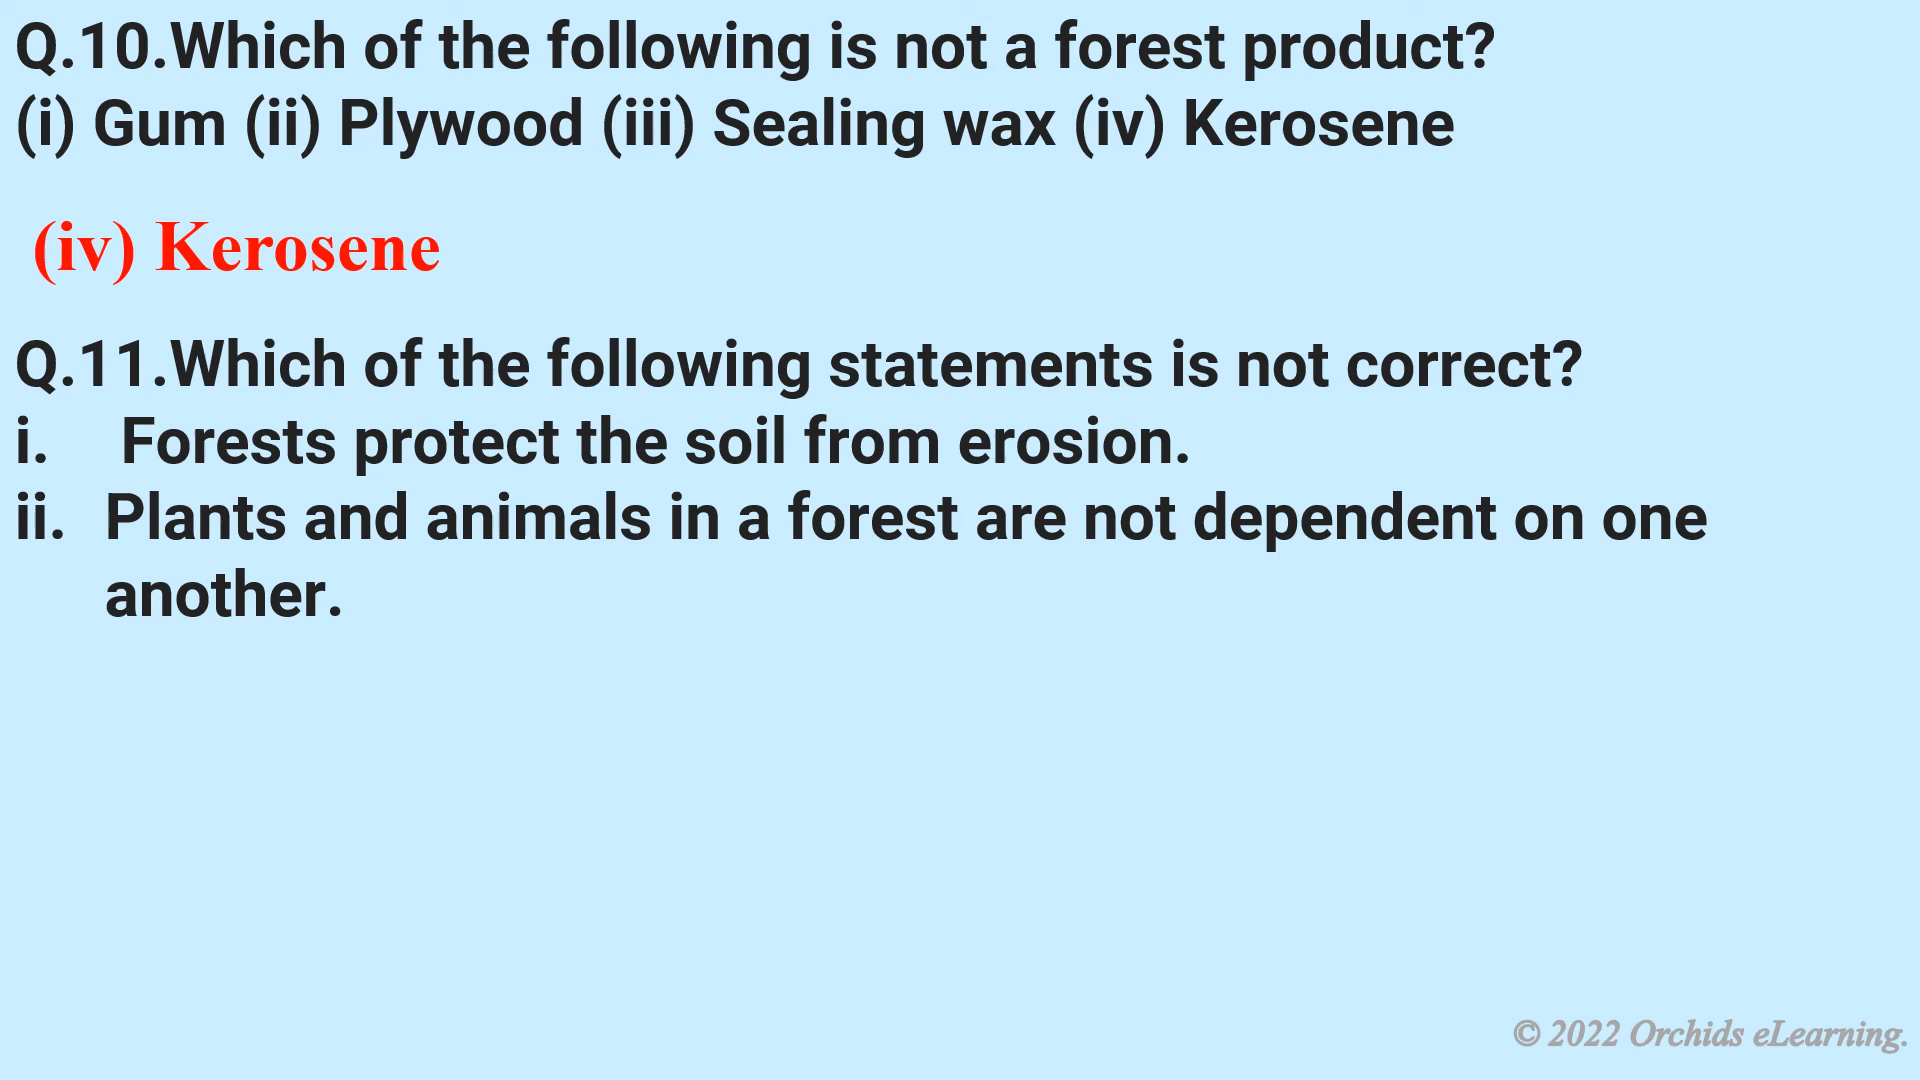 Q.10.Which of the following is not a forest product?
(i) Gum (ii) Plywood (iii) Sealing wax (iv) Kerosene
(iv) Kerosene
Q.11.Which of the following statements is not correct?
i. Forests protect the soil from erosion.
ii. Plants and animals in a forest are not dependent on one
another.
© 2022 Orchids eLearning.